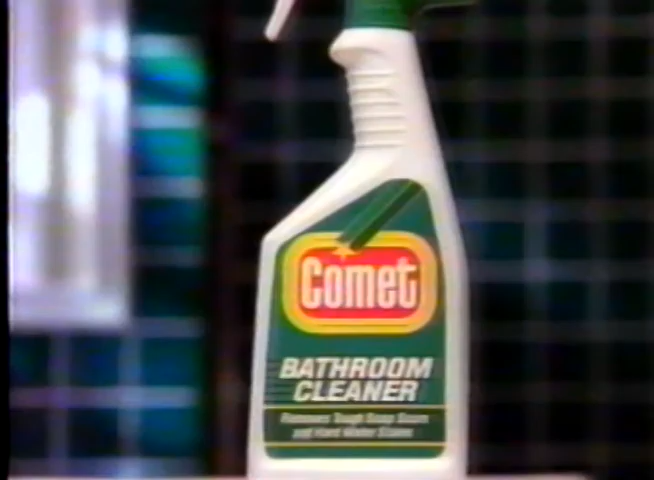 Comet
BATHROOM
CLEANER
Removes Tough Soap Scum
and Hard Water Stains